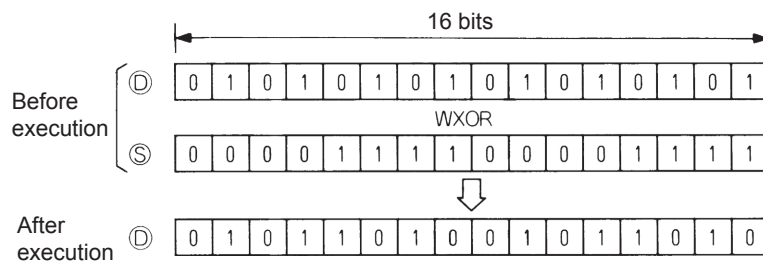 16 bits
Before execution
Ⓓ 0 1 0 1 0 1 0 1 0 1 0 1 0 1 0 1
WXOR
Ⓢ 0 0 0 0 1 1 1 1 0 0 0 0 1 1 1 1
After execution
Ⓓ 0 1 0 1 1 0 1 0 0 1 0 1 1 0 1 0